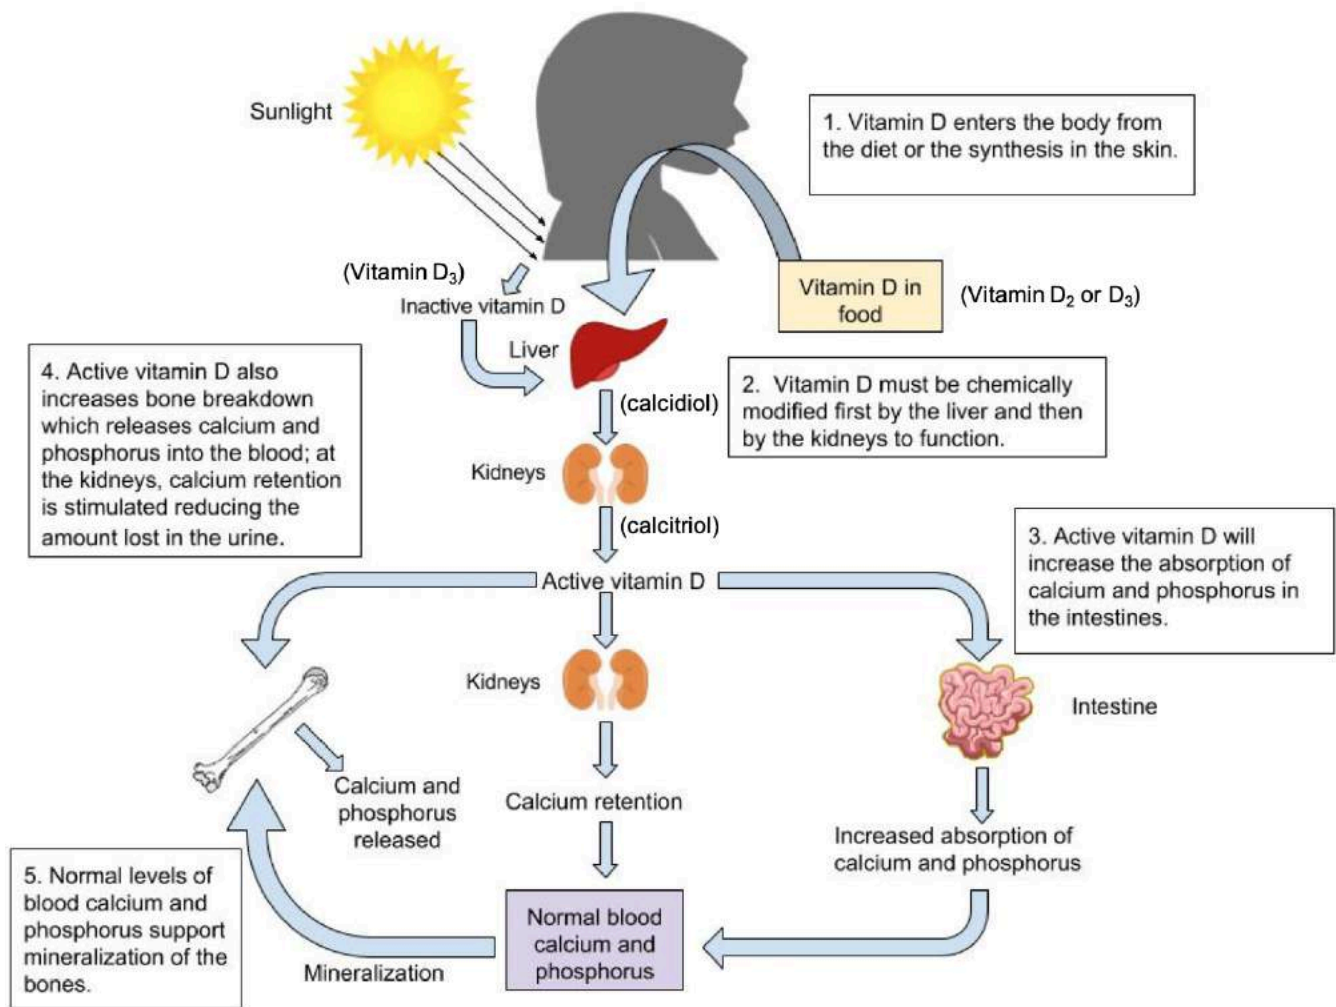 Sunlight
1. Vitamin D enters the body from
the diet or the synthesis in the skin.
(Vitamin D₃)
Inactive vitamin D
Vitamin D in
food
(Vitamin D₂ or D₃)
Liver
4. Active vitamin D also
increases bone breakdown
which releases calcium and
phosphorus into the blood; at
the kidneys, calcium retention
is stimulated reducing the
amount lost in the urine.
(calcidiol)
2. Vitamin D must be chemically
modified first by the liver and then
by the kidneys to function.
Kidneys
(calcitriol)
3. Active vitamin D will
increase the absorption of
calcium and phosphorus in
the intestines.
Active vitamin D
Kidneys
Intestine
Calcium and
phosphorus
released
Calcium retention
Increased absorption of
calcium and phosphorus
5. Normal levels of
blood calcium and
phosphorus support
mineralization of the
bones.
Mineralization
Normal blood
calcium and
phosphorus